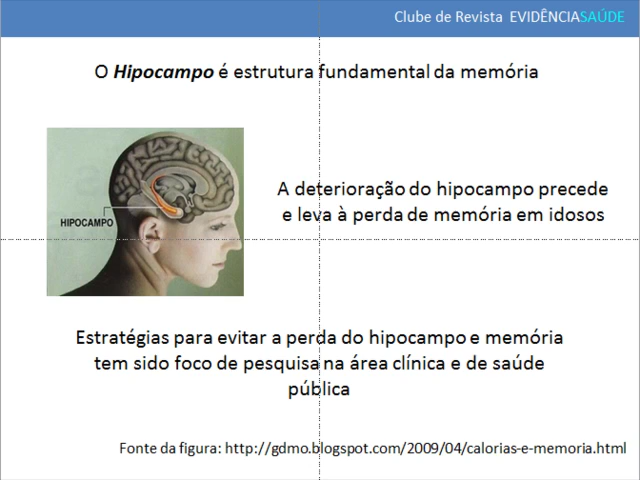 Clube de Revista EVIDÊNCIASAÚDE
O Hipocampo é estrutura fundamental da memória
HIPOCAMPO
A deterioração do hipocampo precede
e leva à perda de memória em idosos
Estratégias para evitar a perda do hipocampo e memória
tem sido foco de pesquisa na área clínica e de saúde
pública
Fonte da figura: http://gdmo.blogspot.com/2009/04/calorias-e-memoria.html